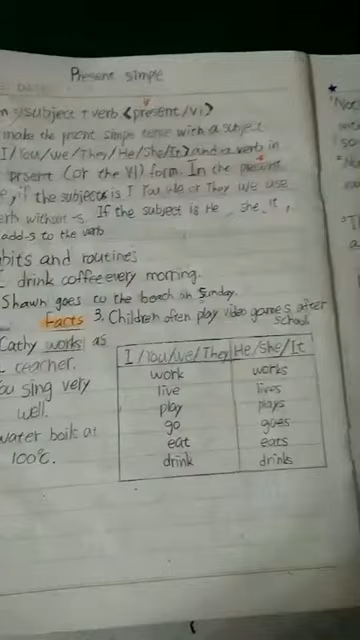 Present simple
=)subject + verb <present/v1>
make the prsent simpe tense with a subject
I/You/we/They/He/She/It) and a verb in
prsent (or the V1) form. In the present
if the subject is I You We or They We use
verb without -s. If the subject is He, She, it,
add -s to the verb
bits and routines
I drink coffee every morning.
Shawn goes to the beach on Sunday.
Facts 3. Children often play video games after
school
Cathy works as
teacher.
You sing very
well.
water boils at
100°C.
I/You/we/They He/She/It
work works
live lives
play plays
go goes
eat eats
drink drinks